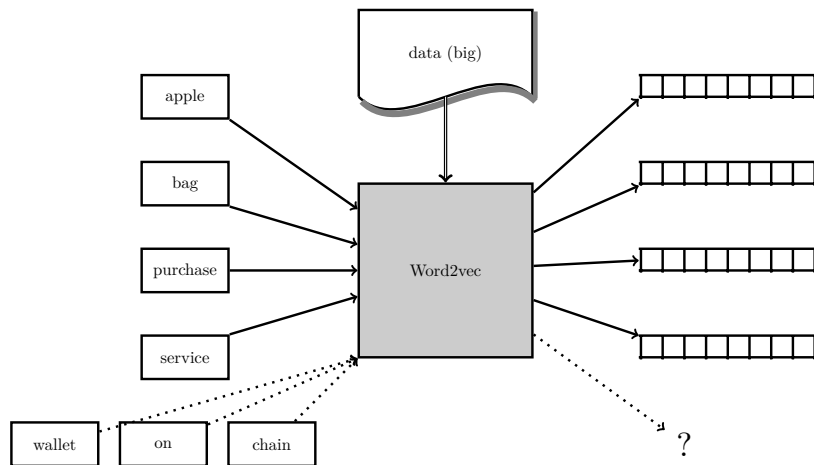 data (big)
apple
bag
purchase
Word2vec
service
wallet
on
chain
?